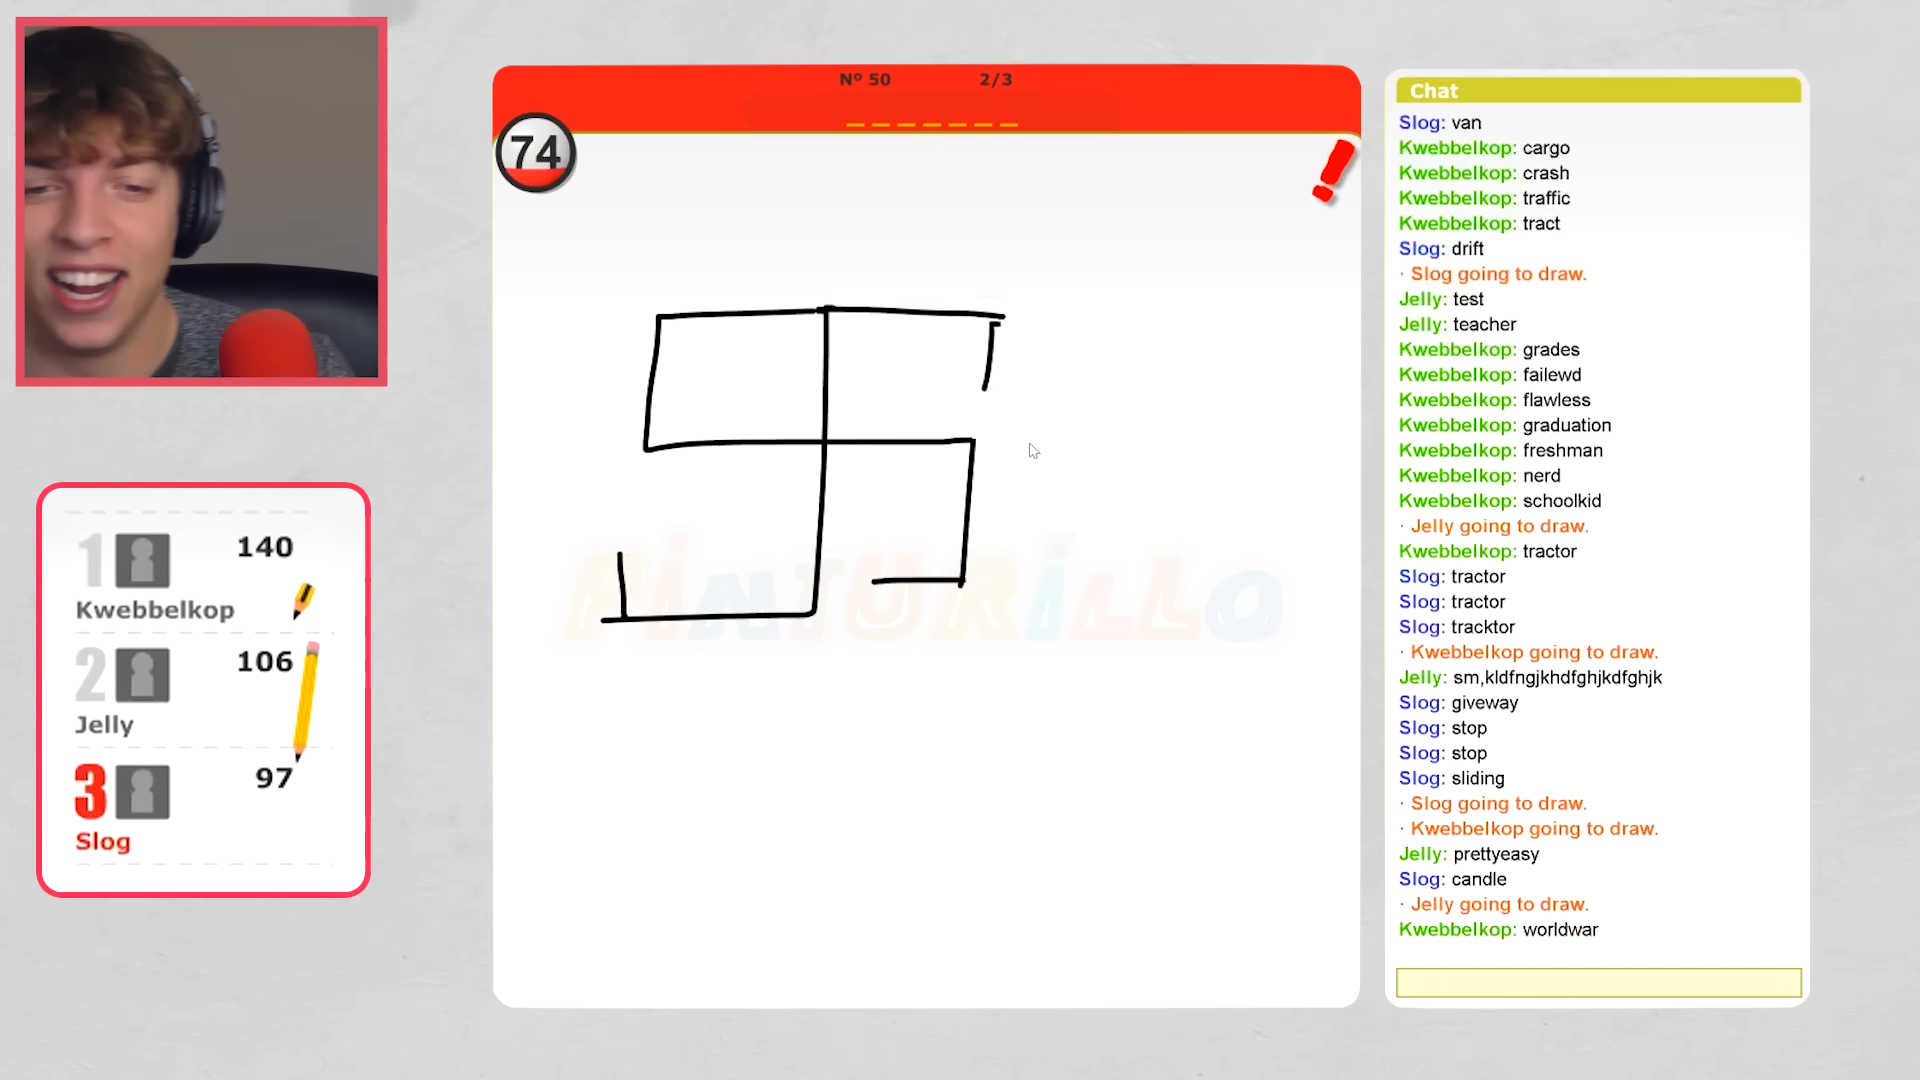 Nº 50 2/3
74
Chat
Slog: van
Kwebbelkop: cargo
Kwebbelkop: crash
Kwebbelkop: traffic
Kwebbelkop: tract
Slog: drift
· Slog going to draw.
Jelly: test
Jelly: teacher
Kwebbelkop: grades
Kwebbelkop: failewd
Kwebbelkop: flawless
Kwebbelkop: graduation
Kwebbelkop: freshman
Kwebbelkop: nerd
Kwebbelkop: schoolkid
· Jelly going to draw.
Kwebbelkop: tractor
Slog: tractor
Slog: tractor
Slog: tracktor
· Kwebbelkop going to draw.
Jelly: sm,kldfngjkhdfghjkdfghjk
Slog: giveway
Slog: stop
Slog: stop
Slog: sliding
· Slog going to draw.
· Kwebbelkop going to draw.
Jelly: prettyeasy
Slog: candle
· Jelly going to draw.
Kwebbelkop: worldwar
PINTURILLO
1 140
Kwebbelkop
2 106
Jelly
3 97
Slog